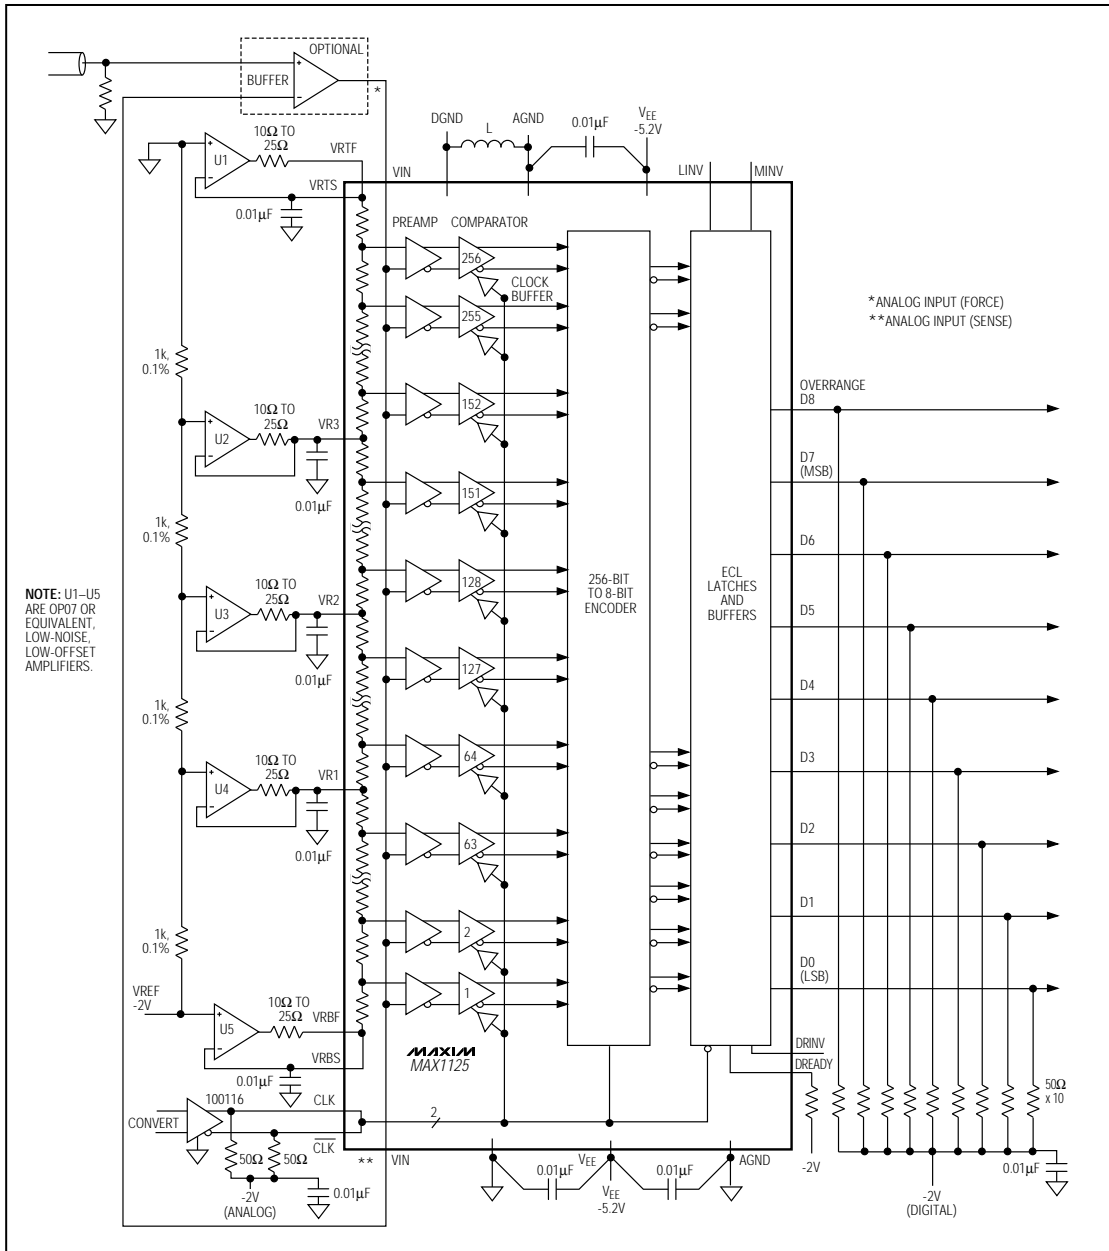 OPTIONAL
BUFFER
*
10Ω TO
25Ω
VRTF
U1
VRTS
0.01µF
VIN
DGND
L
AGND
0.01µF
VEE
-5.2V
LINV
MINV
PREAMP
COMPARATOR
256
CLOCK
BUFFER
255
152
151
128
127
64
63
2
1
1k,
0.1%
10Ω TO
25Ω
U2
VR3
0.01µF
1k,
0.1%
10Ω TO
25Ω
U3
VR2
0.01µF
NOTE: U1–U5
ARE OP07 OR
EQUIVALENT,
LOW-NOISE,
LOW-OFFSET
AMPLIFIERS.
1k,
0.1%
10Ω TO
25Ω
U4
VR1
0.01µF
1k,
0.1%
VREF
-2V
10Ω TO
25Ω
U5
VRBF
VRBS
0.01µF
MAXIM
MAX1125
256-BIT
TO 8-BIT
ENCODER
ECL
LATCHES
AND
BUFFERS
*ANALOG INPUT (FORCE)
**ANALOG INPUT (SENSE)
OVERRANGE
D8
D7
(MSB)
D6
D5
D4
D3
D2
D1
D0
(LSB)
DRINV
DREADY
50Ω
x 10
-2V
-2V
(DIGITAL)
0.01µF
100116
CONVERT
CLK
CLK
2
50Ω
50Ω
-2V
(ANALOG)
0.01µF
**
VIN
0.01µF
VEE
VEE
-5.2V
0.01µF
AGND